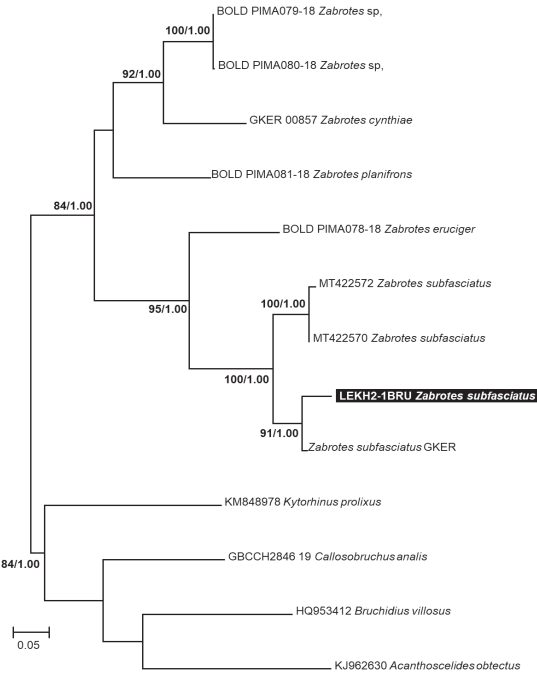 BOLD PIMA079-18 Zabrotes sp,
100/1.00
BOLD PIMA080-18 Zabrotes sp,
92/1.00
GKER 00857 Zabrotes cynthiae
BOLD PIMA081-18 Zabrotes planifrons
84/1.00
BOLD PIMA078-18 Zabrotes eruciger
MT422572 Zabrotes subfasciatus
100/1.00
95/1.00
MT422570 Zabrotes subfasciatus
100/1.00
LEKH2-1BRU Zabrotes subfasciatus
91/1.00
Zabrotes subfasciatus GKER
KM848978 Kytorhinus prolixus
84/1.00
GBCCH2846 19 Callosobruchus analis
HQ953412 Bruchidius villosus
0.05
KJ962630 Acanthoscelides obtectus